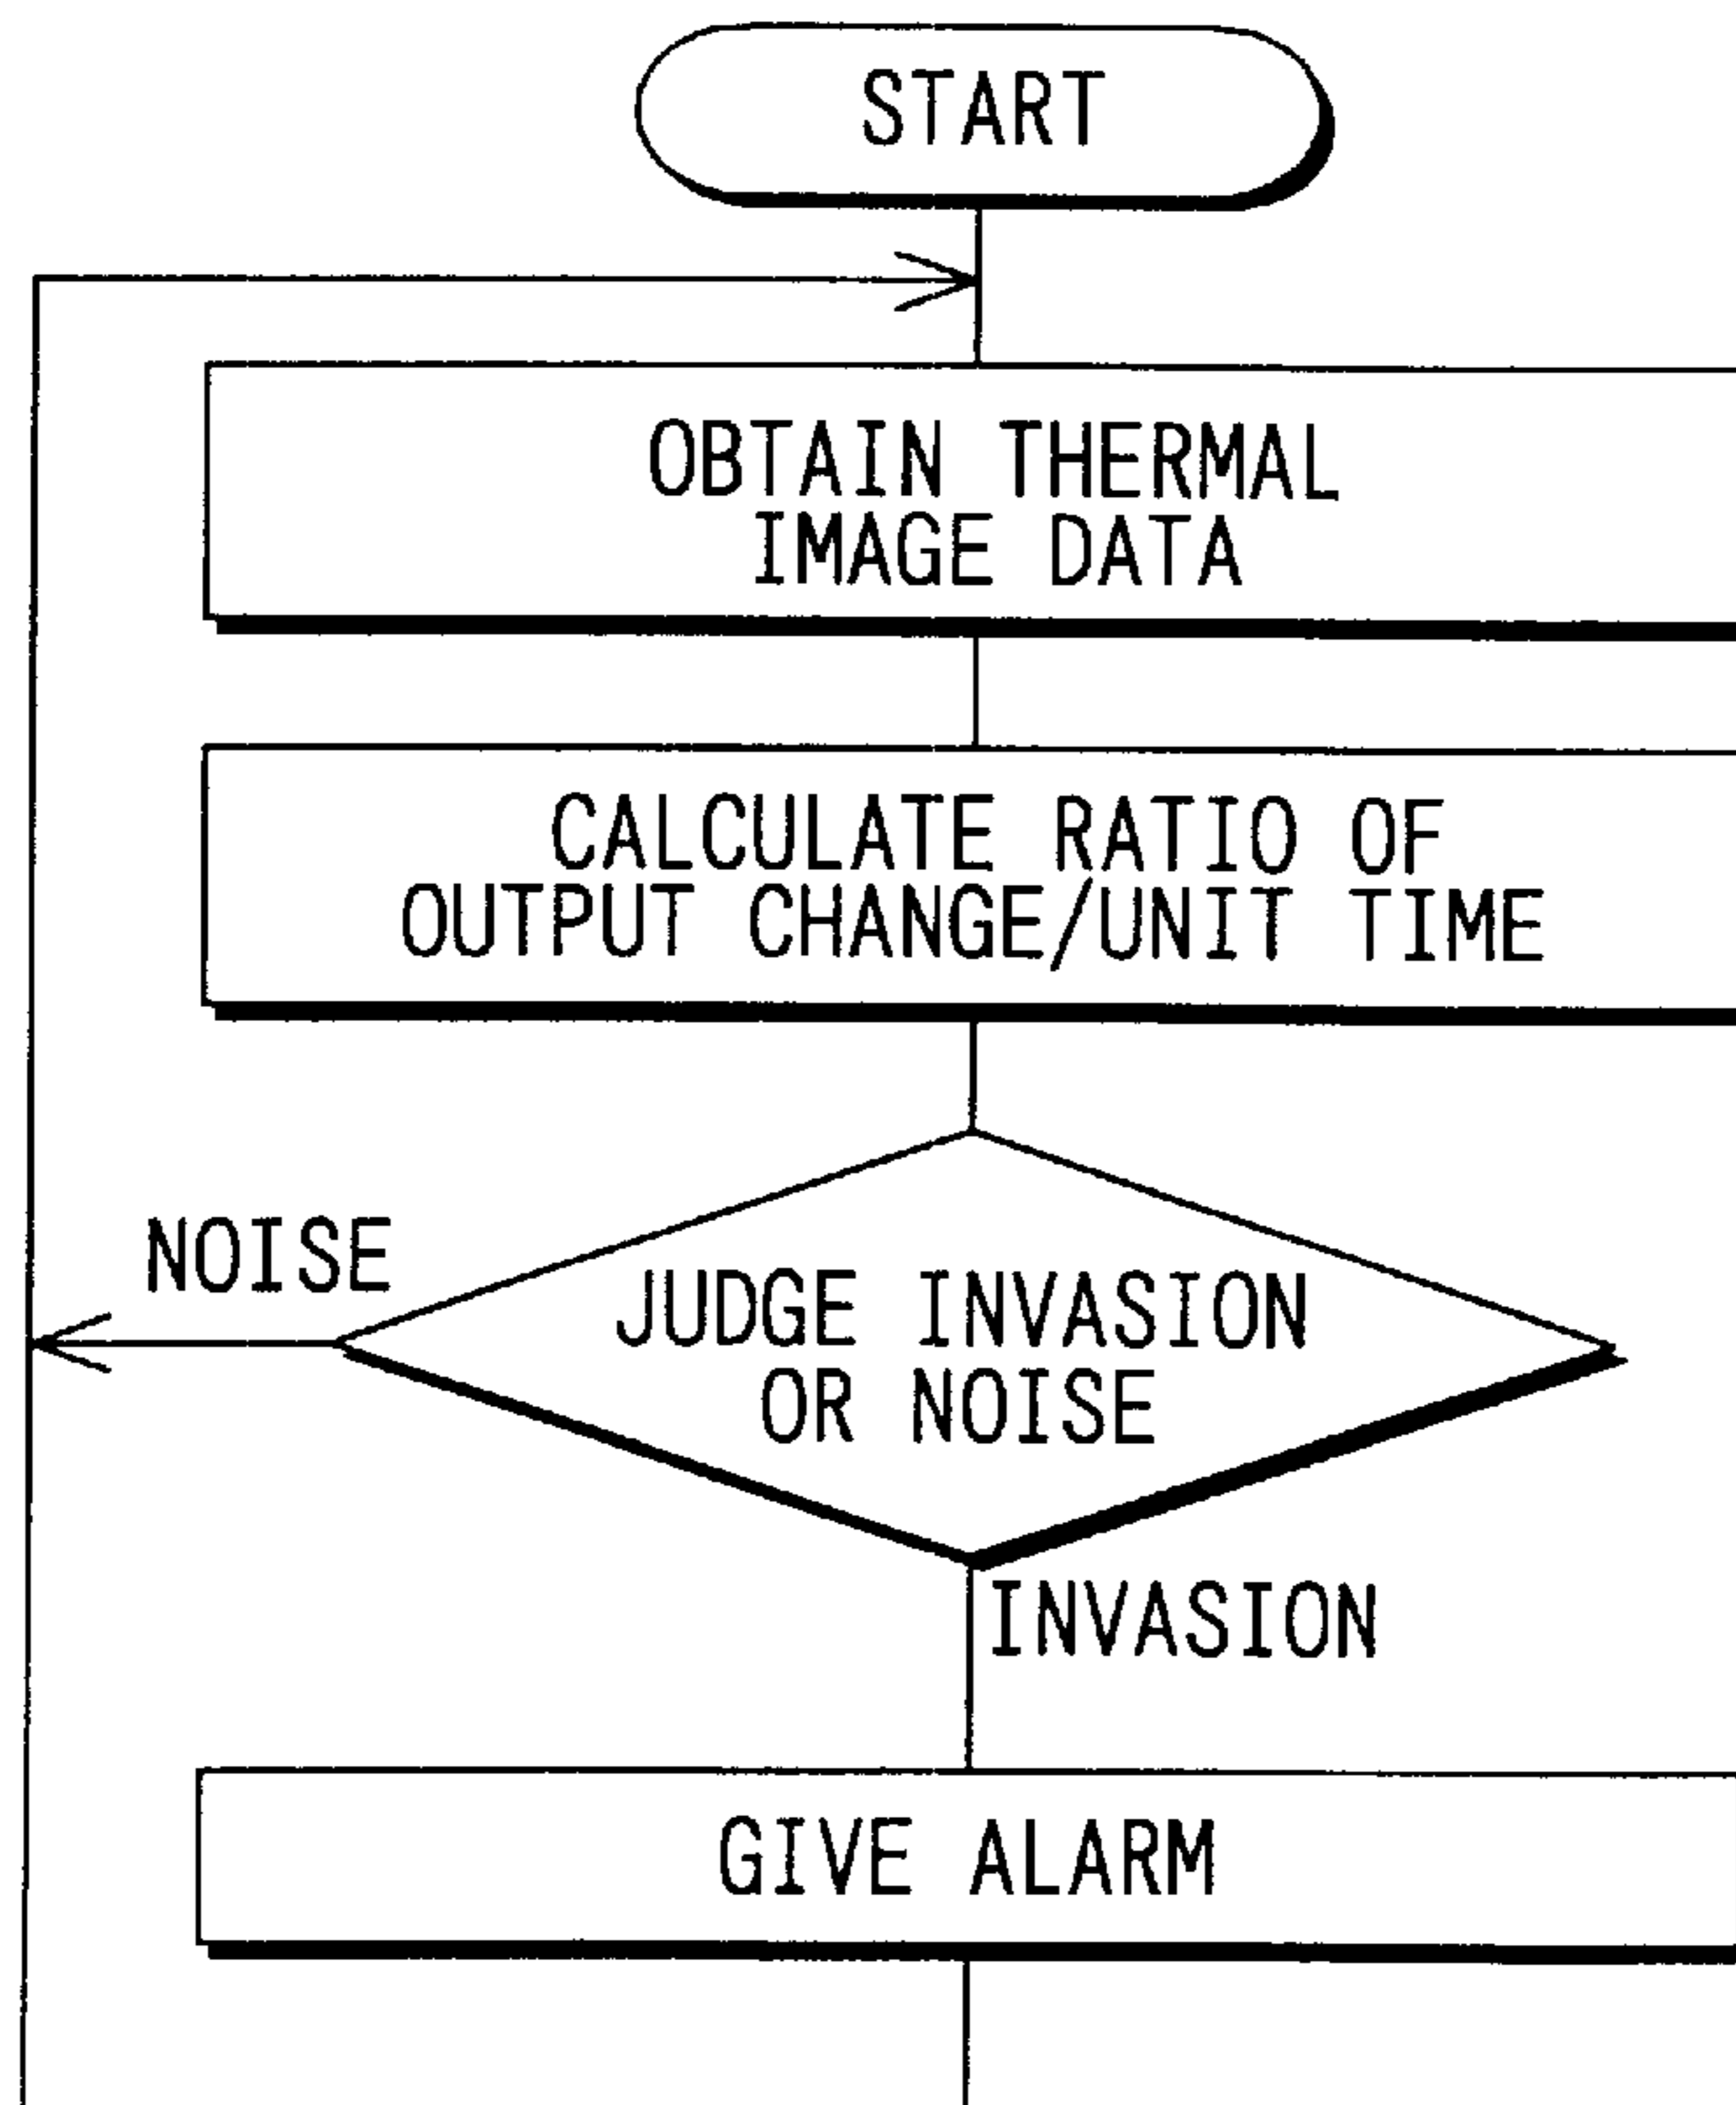 START
OBTAIN THERMAL
IMAGE DATA
CALCULATE RATIO OF
OUTPUT CHANGE/UNIT TIME
NOISE
JUDGE INVASION
OR NOISE
INVASION
GIVE ALARM